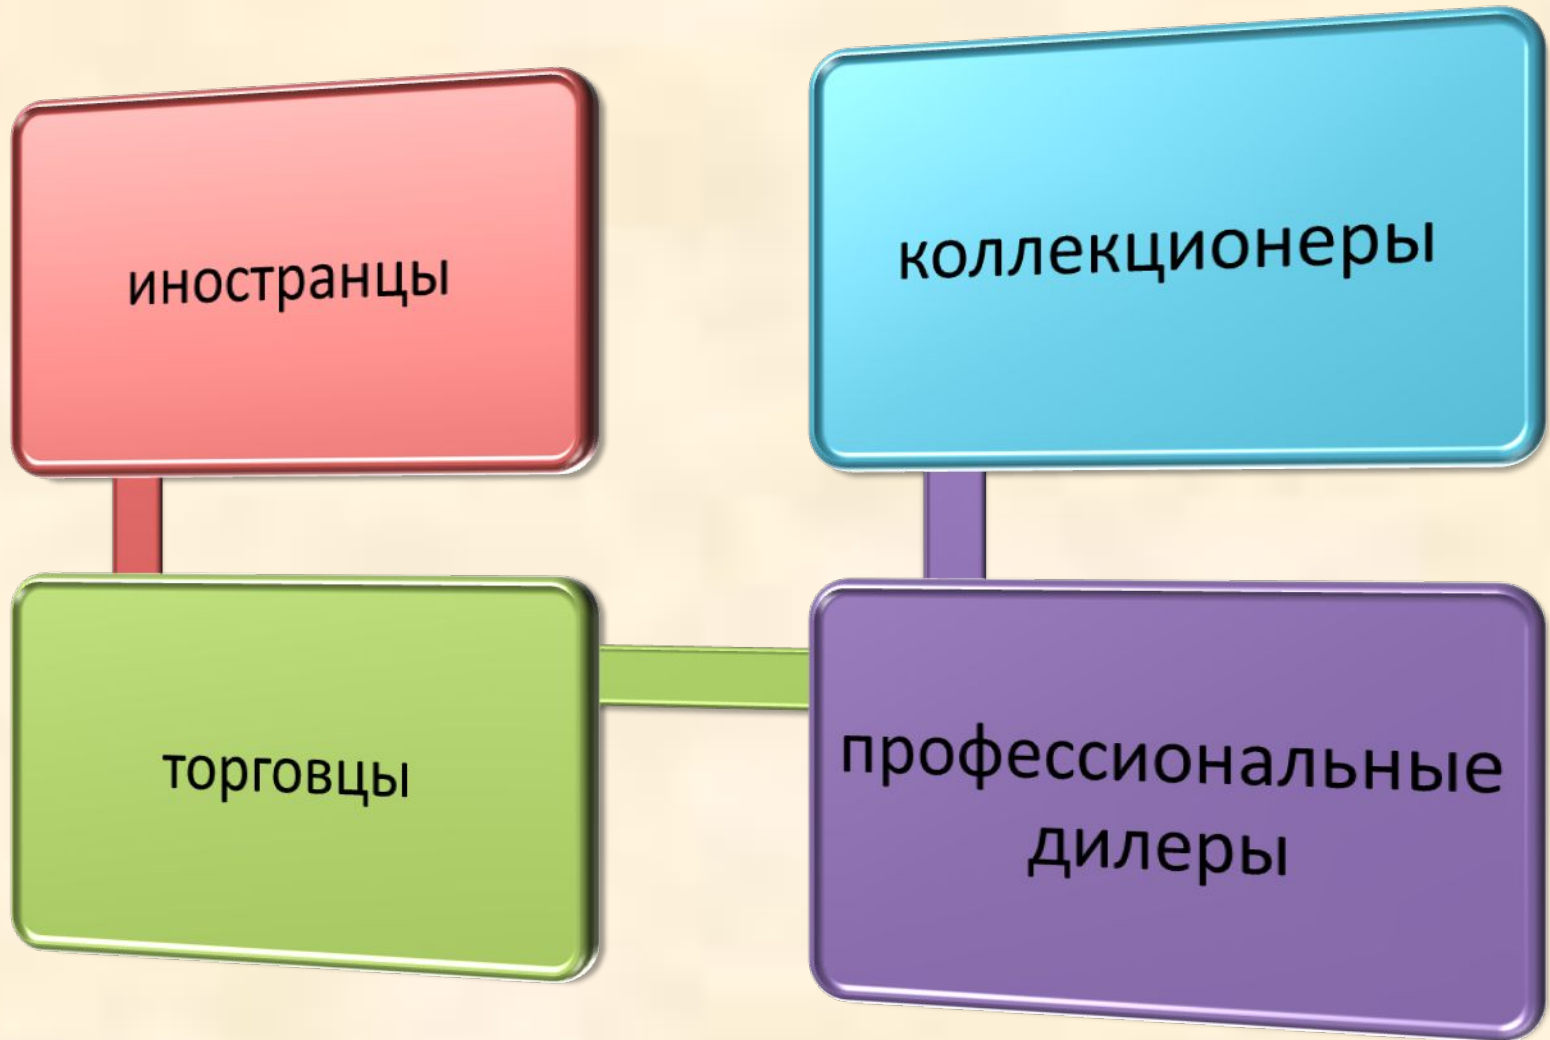 иностранцы
торговцы
профессиональные
дилеры
коллекционеры